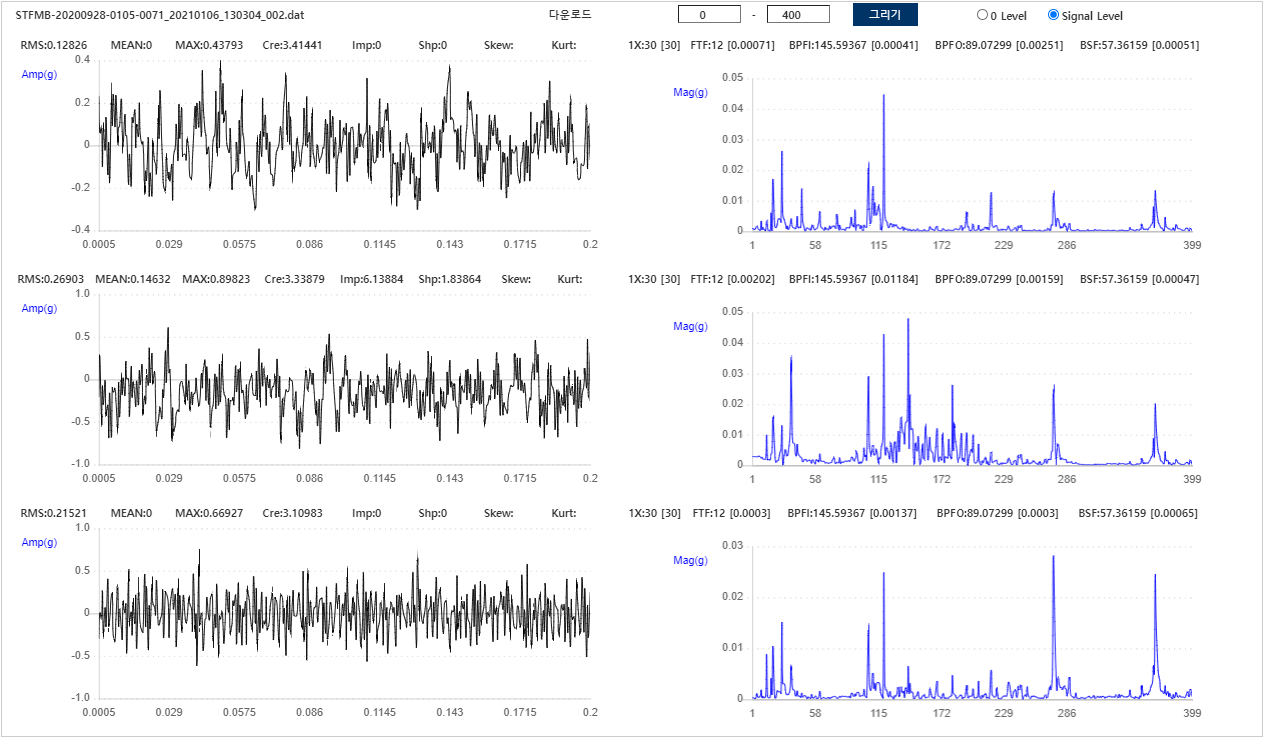 STFMB-20200928-0105-0071_20210106_130304_002.dat 다운로드 0 - 400 그리기 0 Level Signal Level
RMS:0.12826 MEAN:0 MAX:0.43793 Cre:3.41441 Imp:0 Shp:0 Skew: Kurt: 1X:30 [30] FTF:12 [0.00071] BPFI:145.59367 [0.00041] BPFO:89.07299 [0.00251] BSF:57.36159 [0.00051]
Amp(g)
0.4
0.2
0
-0.2
-0.4
0.0005 0.029 0.0575 0.086 0.1145 0.143 0.1715 0.2
Mag(g)
0.05
0.04
0.03
0.02
0.01
0
1 58 115 172 229 286 399
RMS:0.26903 MEAN:0.14632 MAX:0.89823 Cre:3.33879 Imp:6.13884 Shp:1.83864 Skew: Kurt: 1X:30 [30] FTF:12 [0.00202] BPFI:145.59367 [0.01184] BPFO:89.07299 [0.00159] BSF:57.36159 [0.00047]
Amp(g)
1.0
0.5
0
-0.5
-1.0
0.0005 0.029 0.0575 0.086 0.1145 0.143 0.1715 0.2
Mag(g)
0.05
0.04
0.03
0.02
0.01
0
1 58 115 172 229 286 399
RMS:0.21521 MEAN:0 MAX:0.66927 Cre:3.10983 Imp:0 Shp:0 Skew: Kurt: 1X:30 [30] FTF:12 [0.0003] BPFI:145.59367 [0.00137] BPFO:89.07299 [0.0003] BSF:57.36159 [0.00065]
Amp(g)
1.0
0.5
0
-0.5
-1.0
0.0005 0.029 0.0575 0.086 0.1145 0.143 0.1715 0.2
Mag(g)
0.03
0.02
0.01
0
1 58 115 172 229 286 399